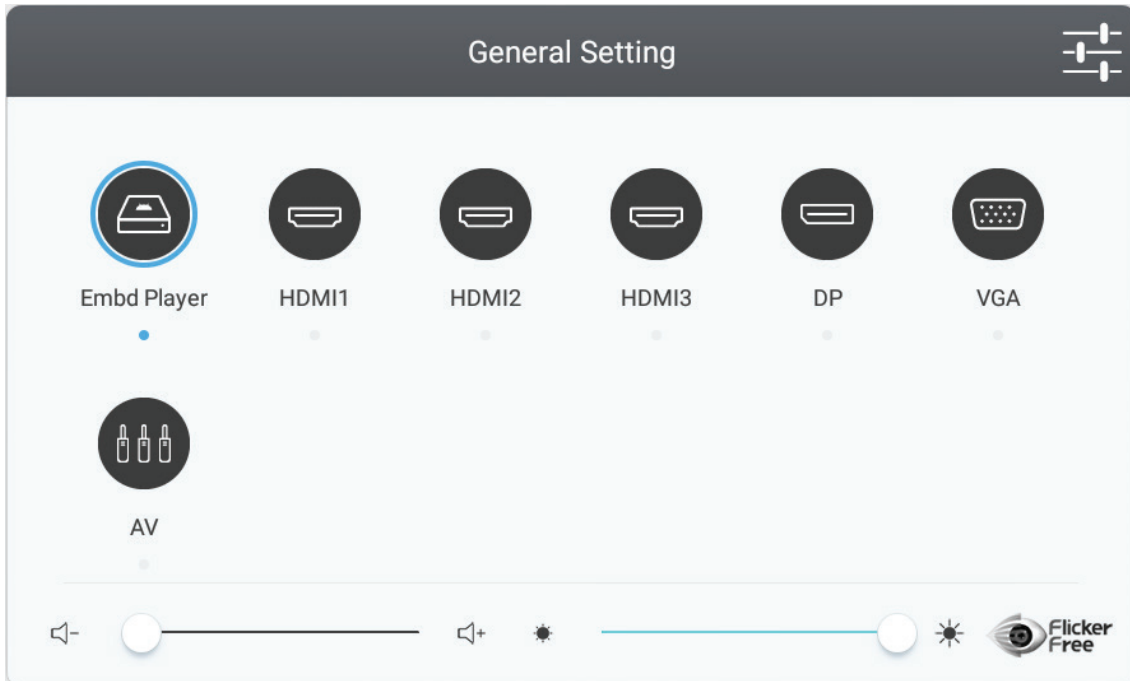 General Setting
Embd Player
HDMI1
HDMI2
HDMI3
DP
VGA
AV
Flicker
Free